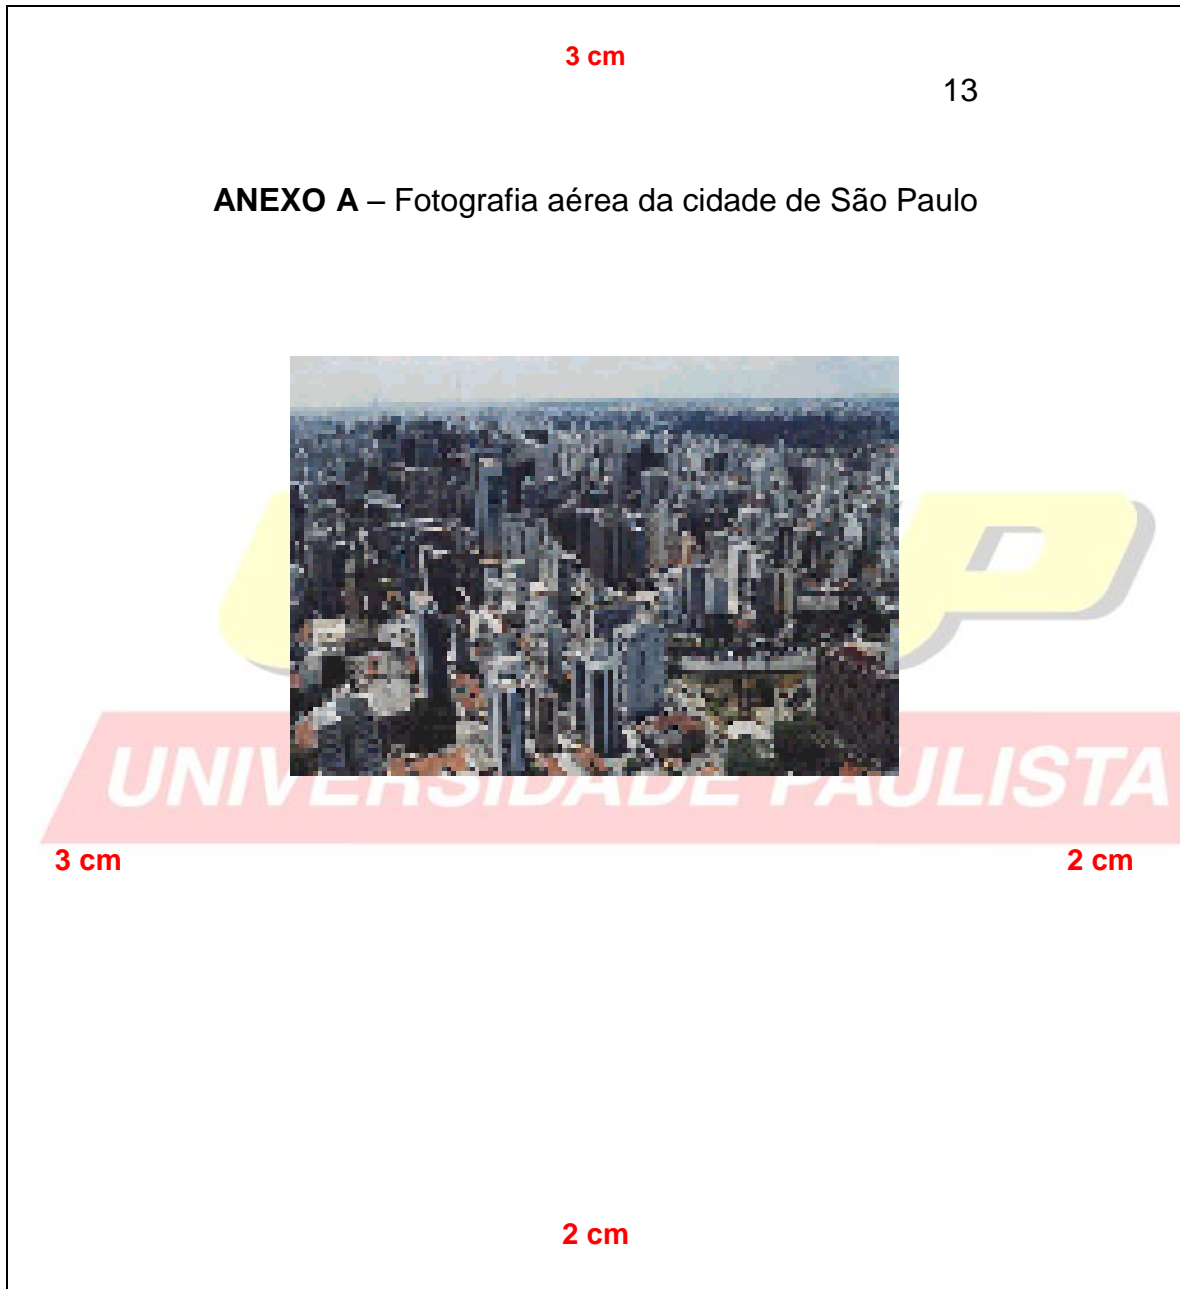 3 cm
13
ANEXO A – Fotografia aérea da cidade de São Paulo
UNIVERSIDADE PAULISTA
3 cm
2 cm
2 cm